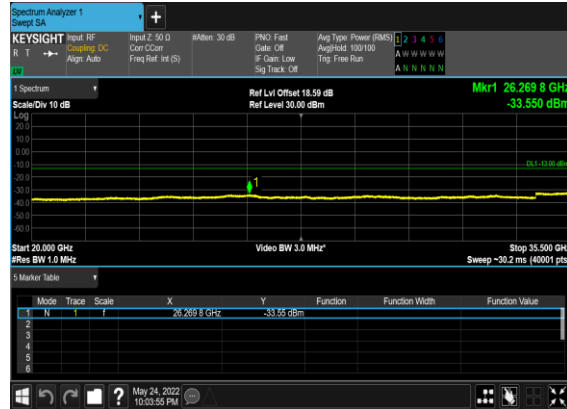 Spectrum Analyzer 1
Swept SA
+
KEYSIGHT Input: RF Input Z: 50 Ω #Atten: 30 dB PNO: Fast Avg Type: Power (RMS) 1 2 3 4 5 6
R T Coupling: DC Corr CCorr Gate: Off Avg|Hold: 100/100 A W W W W W
Align: Auto Freq Ref: Int (S) IF Gain: Low Trig: Free Run
Sig Track: Off A N N N N N
1 Spectrum Ref Lvl Offset 18.59 dB Mkr1 26.269 8 GHz
Scale/Div 10 dB Ref Level 30.00 dBm -33.550 dBm
Log
20.0
10.0
0.00
-10.0 DL1 -13.00 dBm
-20.0
1
-30.0
-40.0
-50.0
-60.0
Start 20.000 GHz Video BW 3.0 MHz* Stop 35.500 GHz
#Res BW 1.0 MHz Sweep ~30.2 ms (40001 pts)
5 Marker Table
Mode Trace Scale X Y Function Function Width Function Value
1 N 1 f 26.269 8 GHz -33.55 dBm
2
3
4
5
6
? May 24, 2022
10:03:55 PM